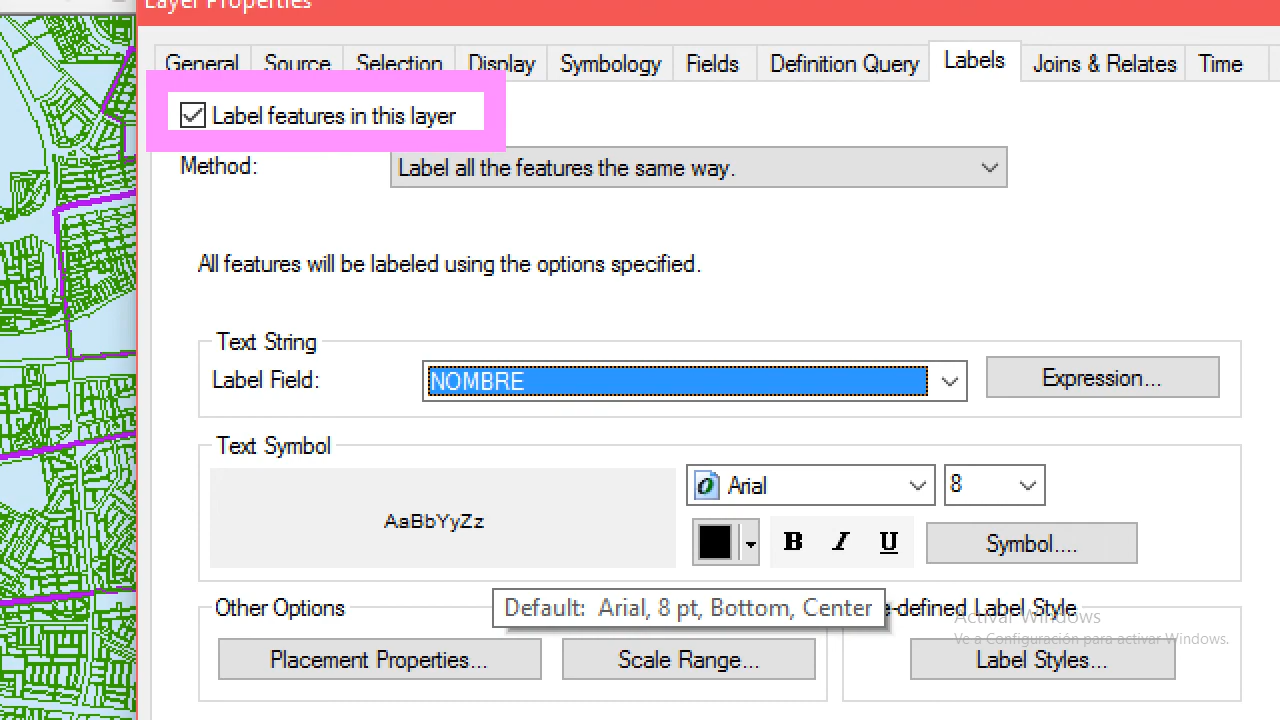 Layer Properties
General Source Selection Display Symbology Fields Definition Query Labels Joins & Relates Time
Label features in this layer
Method: Label all the features the same way.
All features will be labeled using the options specified.
Text String
Label Field: NOMBRE Expression...
Text Symbol
AaBbYyZz Arial 8
B I U Symbol....
Other Options Default: Arial, 8 pt, Bottom, Center e-defined Label Style
Activar Windows
Ve a Configuración para activar Windows.
Placement Properties... Scale Range... Label Styles...